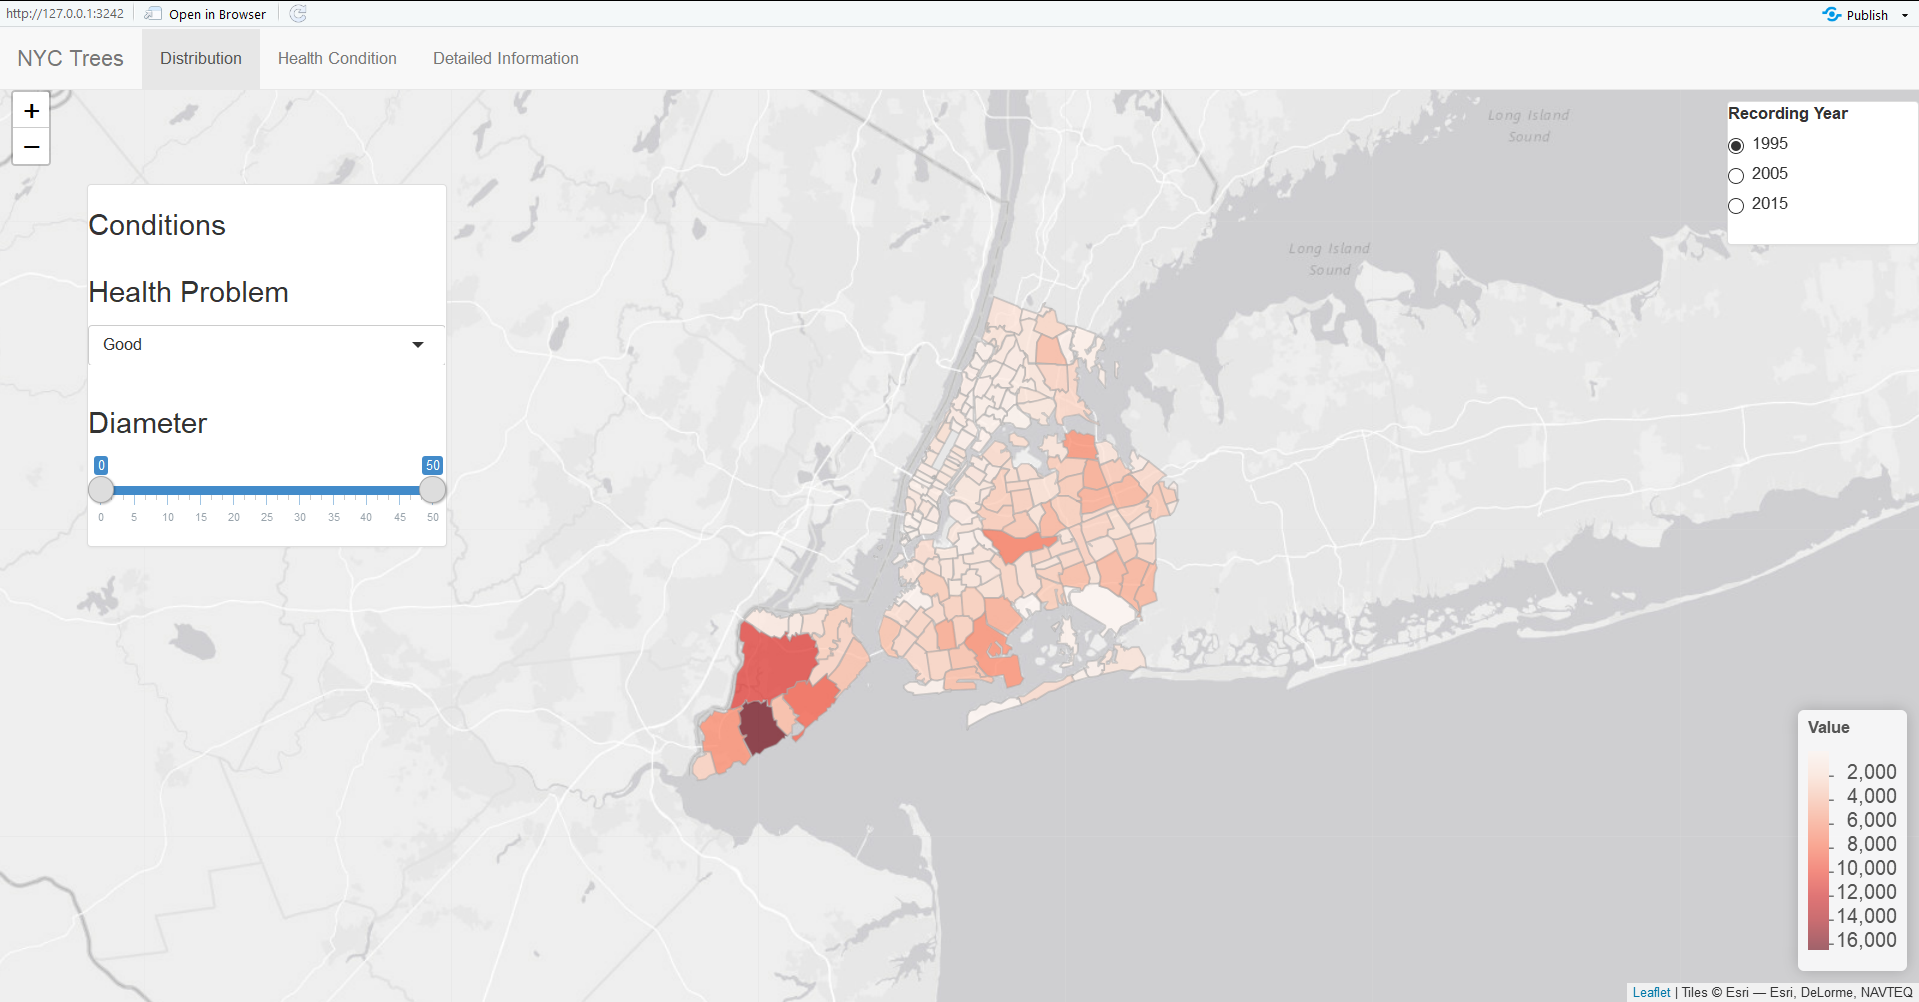 http://127.0.0.1:3242 Open in Browser Publish
NYC Trees Distribution Health Condition Detailed Information
+
−
Long Island
Sound
Long Island
Sound
Recording Year
1995
2005
2015
Conditions
Health Problem
Good
Diameter
0 50
0 5 10 15 20 25 30 35 40 45 50
Value
2,000
4,000
6,000
8,000
10,000
12,000
14,000
16,000
Leaflet | Tiles © Esri — Esri, DeLorme, NAVTEQ